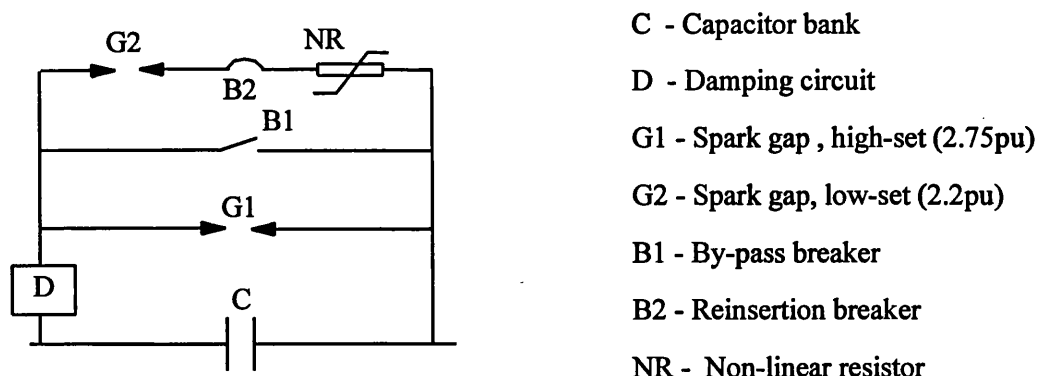 G2
NR
B2
B1
G1
D
C
C - Capacitor bank
D - Damping circuit
G1 - Spark gap , high-set (2.75pu)
G2 - Spark gap, low-set (2.2pu)
B1 - By-pass breaker
B2 - Reinsertion breaker
NR - Non-linear resistor